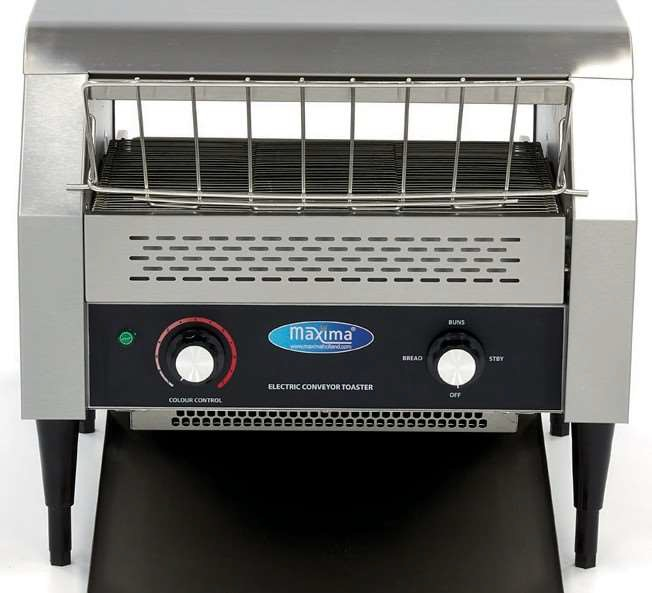 maxima®
www.maximaholland.com
BUNS
BREAD
STBY
OFF
COLOUR CONTROL
ELECTRIC CONVEYOR TOASTER